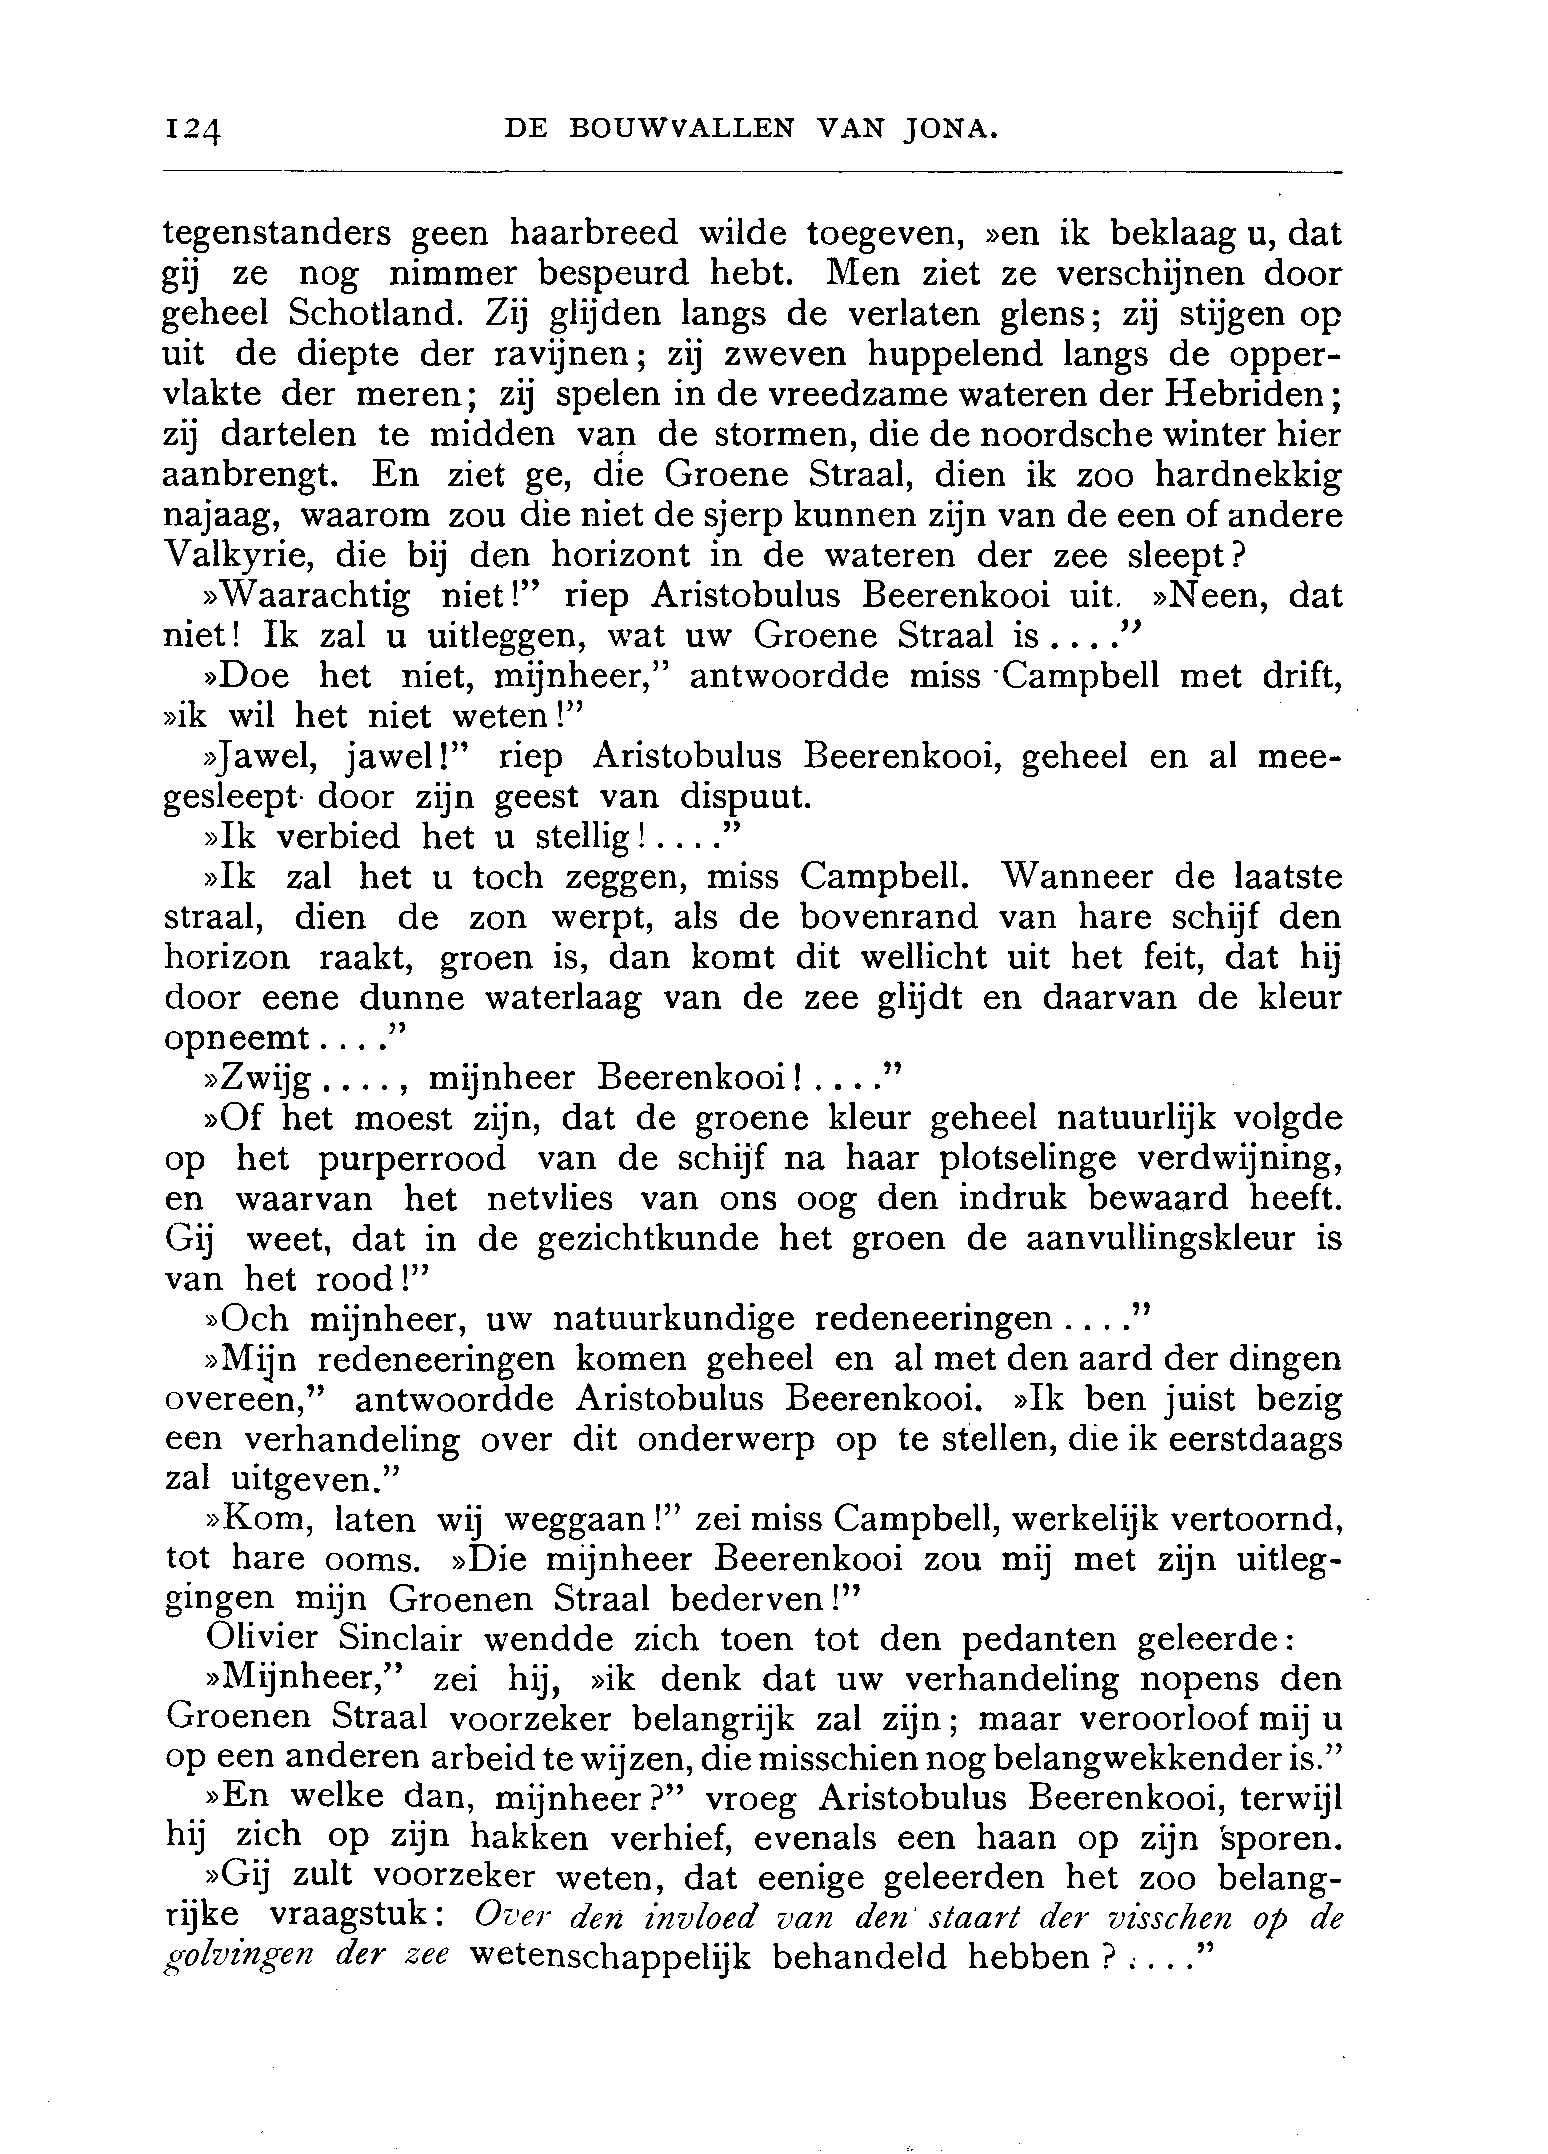 124 DE BOUWVALLEN VAN JONA.
tegenstanders geen haarbreed wilde toegeven, »en ik beklaag u, dat
gij ze nog nimmer bespeurd hebt. Men ziet ze verschijnen door
geheel Schotland. Zij glijden langs de verlaten glens; zij stijgen op
uit de diepte der ravijnen; zij zweven huppelend langs de opper-
vlakte der meren; zij spelen in de vreedzame wateren der Hebriden;
zij dartelen te midden van de stormen, die de noordsche winter hier
aanbrengt. En ziet ge, die Groene Straal, dien ik zoo hardnekkig
najaag, waarom zou die niet de sjerp kunnen zijn van de een of andere
Valkyrie, die bij den horizont in de wateren der zee sleept?
»Waarachtig niet!” riep Aristobulus Beerenkooi uit. »Neen, dat
niet! Ik zal u uitleggen, wat uw Groene Straal is....”
»Doe het niet, mijnheer,” antwoordde miss Campbell met drift,
»ik wil het niet weten!”
»Jawel, jawel!” riep Aristobulus Beerenkooi, geheel en al mee-
gesleept door zijn geest van dispuut.
»Ik verbied het u stellig!....”
»Ik zal het u toch zeggen, miss Campbell. Wanneer de laatste
straal, dien de zon werpt, als de bovenrand van hare schijf den
horizon raakt, groen is, dan komt dit wellicht uit het feit, dat hij
door eene dunne waterlaag van de zee glijdt en daarvan de kleur
opneemt....”
»Zwijg...., mijnheer Beerenkooi!....”
»Of het moest zijn, dat de groene kleur geheel natuurlijk volgde
op het purperrood van de schijf na haar plotselinge verdwijning,
en waarvan het netvlies van ons oog den indruk bewaard heeft.
Gij weet, dat in de gezichtkunde het groen de aanvullingskleur is
van het rood!”
»Och mijnheer, uw natuurkundige redeneeringen....”
»Mijn redeneeringen komen geheel en al met den aard der dingen
overeen,” antwoordde Aristobulus Beerenkooi. »Ik ben juist bezig
een verhandeling over dit onderwerp op te stellen, die ik eerstdaags
zal uitgeven.”
»Kom, laten wij weggaan!” zei miss Campbell, werkelijk vertoornd,
tot hare ooms. »Die mijnheer Beerenkooi zou mij met zijn uitleg-
gingen mijn Groenen Straal bederven!”
Olivier Sinclair wendde zich toen tot den pedanten geleerde:
»Mijnheer,” zei hij, »ik denk dat uw verhandeling nopens den
Groenen Straal voorzeker belangrijk zal zijn; maar veroorloof mij u
op een anderen arbeid te wijzen, die misschien nog belangwekkender is.”
»En welke dan, mijnheer?” vroeg Aristobulus Beerenkooi, terwijl
hij zich op zijn hakken verhief, evenals een haan op zijn sporen.
»Gij zult voorzeker weten, dat eenige geleerden het zoo belang-
rijke vraagstuk: Over den invloed van den staart der visschen op de
golvingen der zee wetenschappelijk behandeld hebben?....”